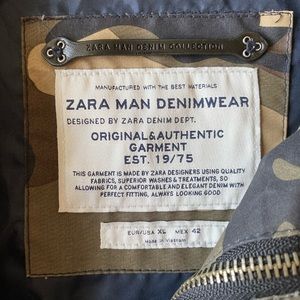 ZARA MAN DENIM COLLECTION
MANUFACTURED WITH THE BEST MATERIALS
ZARA MAN DENIMWEAR
DESIGNED BY ZARA DENIM DEPT.
ORIGINAL&AUTHENTIC
GARMENT
EST. 19/75
THIS GARMENT IS MADE BY ZARA DESIGNERS USING QUALITY
FABRICS, SUPERIOR WASHES & TREATMENTS, SO
ALLOWING FOR A COMFORTABLE AND ELEGANT DENIM WITH
PERFECT FITTING, ALWAYS LOOKING GOOD
EUR/USA XL MEX 42
Made in Vietnam